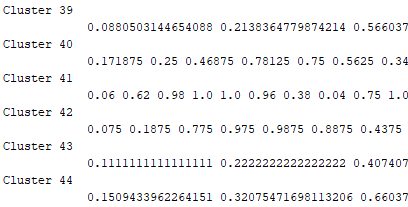 Cluster 39
0.0880503144654088 0.2138364779874214 0.566037
Cluster 40
0.171875 0.25 0.46875 0.78125 0.75 0.5625 0.34
Cluster 41
0.06 0.62 0.98 1.0 1.0 0.96 0.38 0.04 0.75 1.0
Cluster 42
0.075 0.1875 0.775 0.975 0.9875 0.8875 0.4375
Cluster 43
0.1111111111111111 0.2222222222222222 0.407407
Cluster 44
0.1509433962264151 0.32075471698113206 0.66037